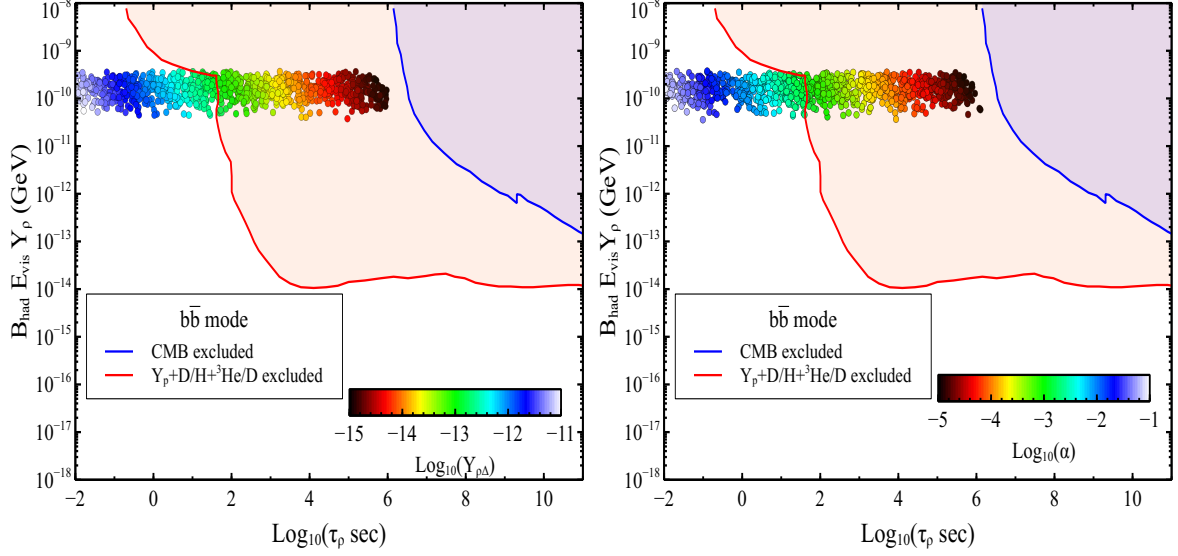 10⁻⁸
10⁻⁹
10⁻¹⁰
10⁻¹¹
10⁻¹²
10⁻¹³
10⁻¹⁴
10⁻¹⁵
10⁻¹⁶
10⁻¹⁷
10⁻¹⁸
B_had E_vis Y_ρ (GeV)
bb̅ mode
CMB excluded
Y_p+D/H+³He/D excluded
−15 −14 −13 −12 −11
Log₁₀(Y_ρΔ)
−2 0 2 4 6 8 10
Log₁₀(τ_ρ sec)
10⁻⁸
10⁻⁹
10⁻¹⁰
10⁻¹¹
10⁻¹²
10⁻¹³
10⁻¹⁴
10⁻¹⁵
10⁻¹⁶
10⁻¹⁷
10⁻¹⁸
B_had E_vis Y_ρ (GeV)
bb̅ mode
CMB excluded
Y_p+D/H+³He/D excluded
−5 −4 −3 −2 −1
Log₁₀(α)
−2 0 2 4 6 8 10
Log₁₀(τ_ρ sec)